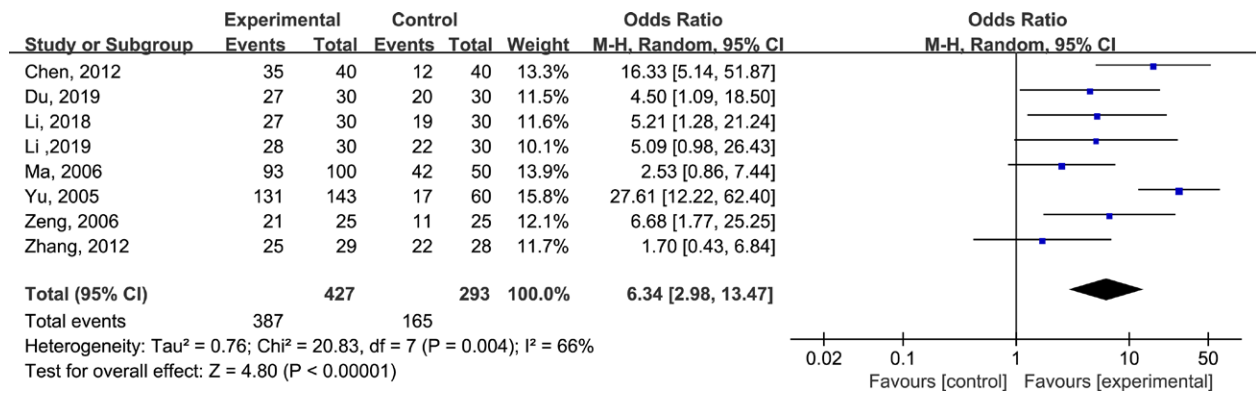 Experimental Control Odds Ratio Odds Ratio
Study or Subgroup Events Total Events Total Weight M-H, Random, 95% CI M-H, Random, 95% CI
Chen, 2012 35 40 12 40 13.3% 16.33 [5.14, 51.87]
Du, 2019 27 30 20 30 11.5% 4.50 [1.09, 18.50]
Li, 2018 27 30 19 30 11.6% 5.21 [1.28, 21.24]
Li ,2019 28 30 22 30 10.1% 5.09 [0.98, 26.43]
Ma, 2006 93 100 42 50 13.9% 2.53 [0.86, 7.44]
Yu, 2005 131 143 17 60 15.8% 27.61 [12.22, 62.40]
Zeng, 2006 21 25 11 25 12.1% 6.68 [1.77, 25.25]
Zhang, 2012 25 29 22 28 11.7% 1.70 [0.43, 6.84]
Total (95% CI) 427 293 100.0% 6.34 [2.98, 13.47]
Total events 387 165
Heterogeneity: Tau² = 0.76; Chi² = 20.83, df = 7 (P = 0.004); I² = 66%
Test for overall effect: Z = 4.80 (P < 0.00001)
0.02 0.1 1 10 50
Favours [control] Favours [experimental]